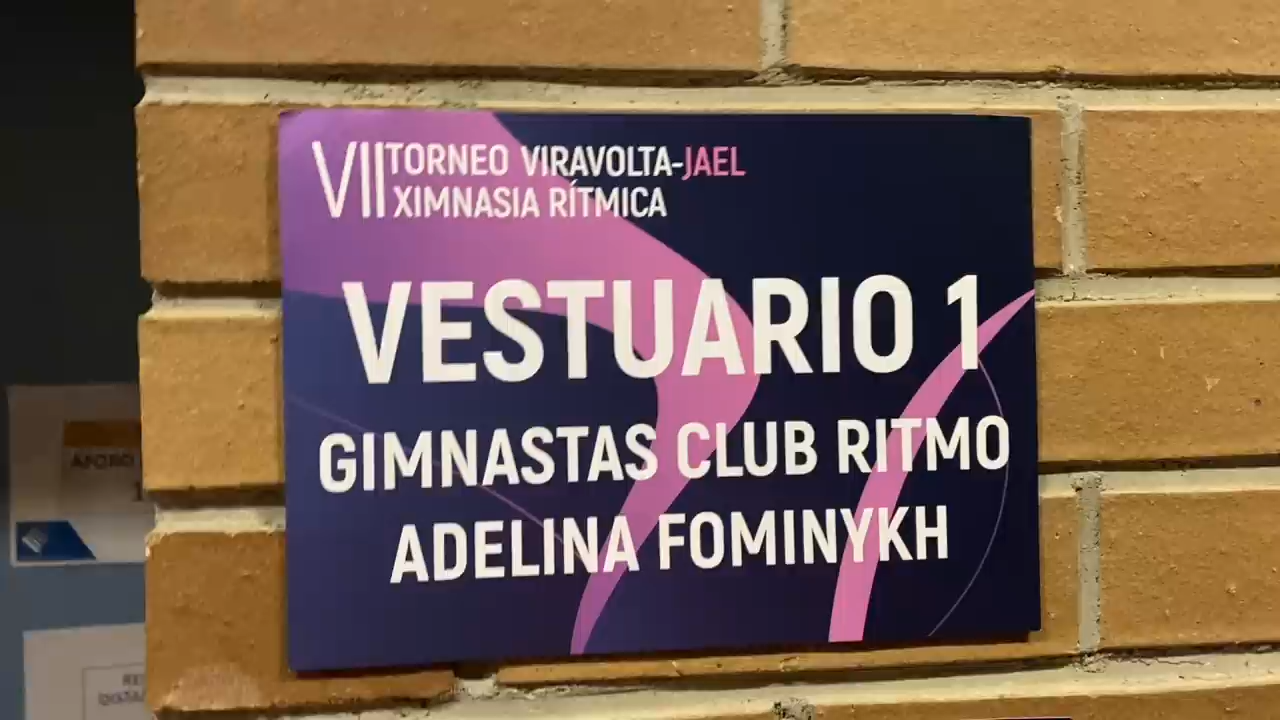 VII TORNEO VIRAVOLTA-JAEL
XIMNASIA RÍTMICA
VESTUARIO 1
GIMNASTAS CLUB RITMO
ADELINA FOMINYKH
AFORO